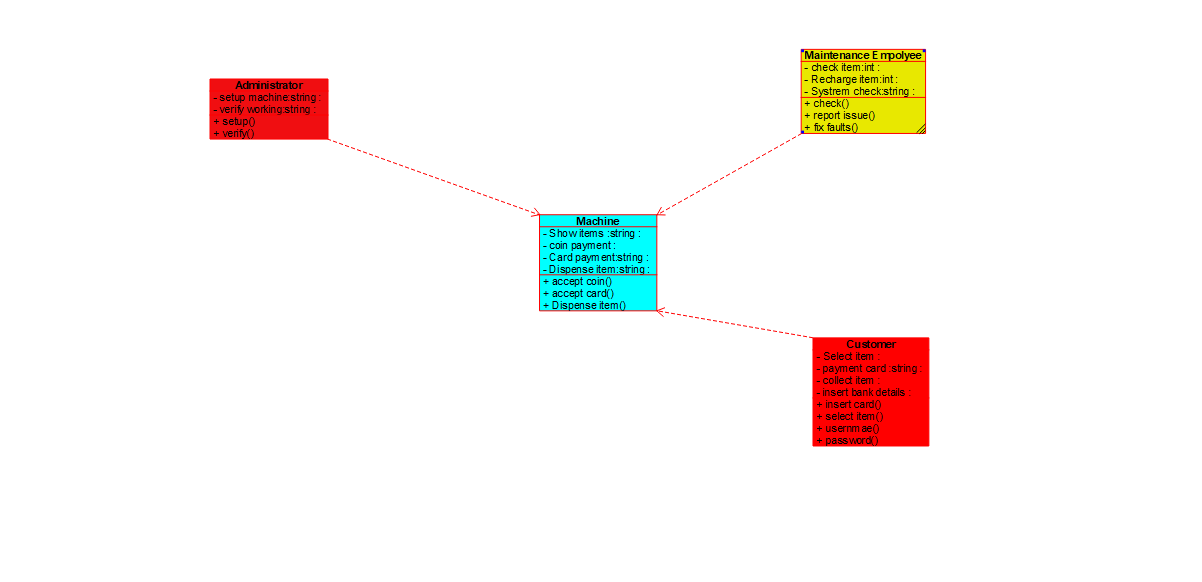 Administrator
- setup machine:string :
- verify working:string :
+ setup()
+ verify()
Maintenance Empolyee
- check item:int :
- Recharge item:int :
- Systrem check:string :
+ check()
+ report issue()
+ fix faults()
Machine
- Show items :string :
- coin payment :
- Card payment:string :
- Dispense item:string :
+ accept coin()
+ accept card()
+ Dispense item()
Customer
- Select item :
- payment card :string :
- collect item :
- insert bank details :
+ insert card()
+ select item()
+ usernmae()
+ password()